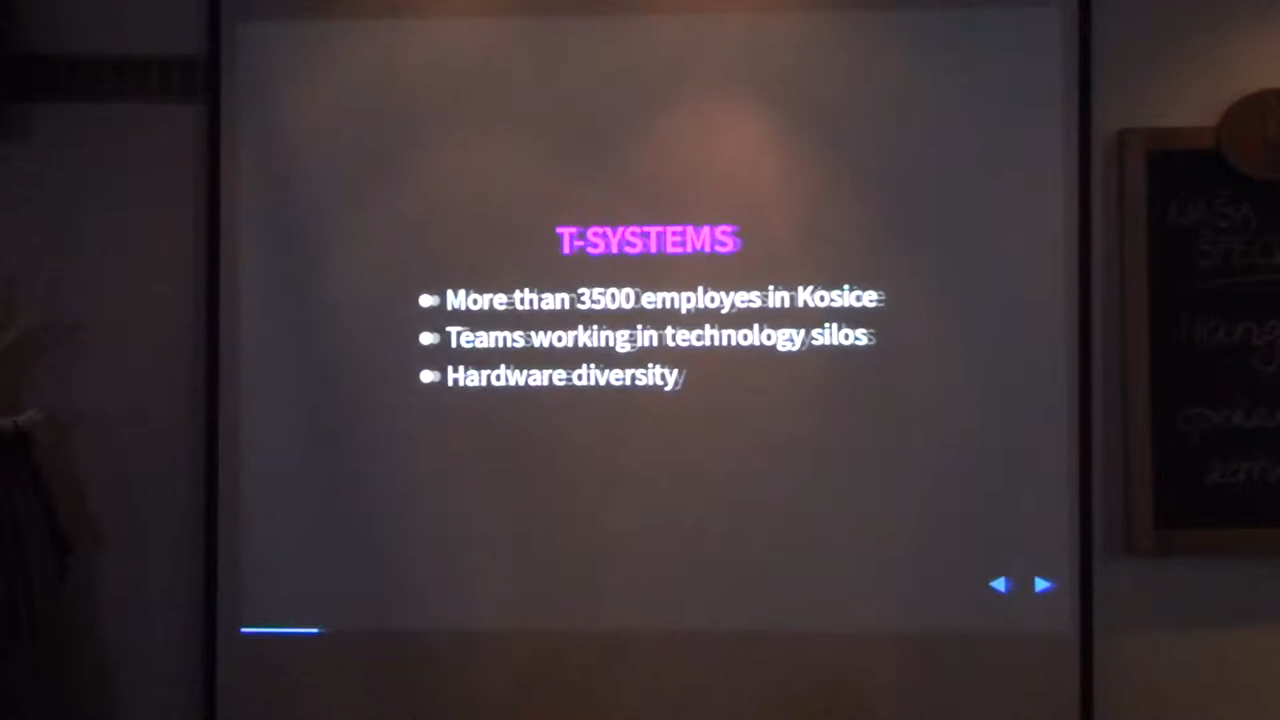 T-SYSTEMS
More than 3500 employes in Kosice
Teams working in technology silos
Hardware diversity